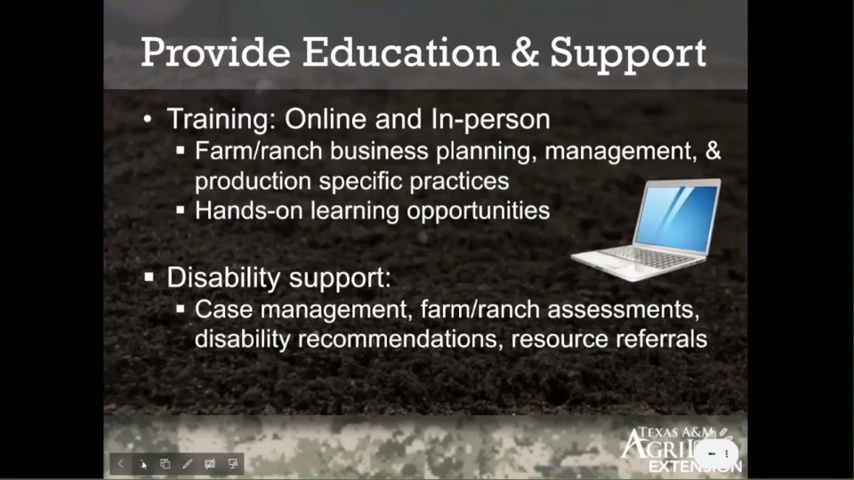 Provide Education & Support
• Training: Online and In-person
▪ Farm/ranch business planning, management, &
production specific practices
▪ Hands-on learning opportunities
▪ Disability support:
▪ Case management, farm/ranch assessments,
disability recommendations, resource referrals
TEXAS A&M
EXTENSION